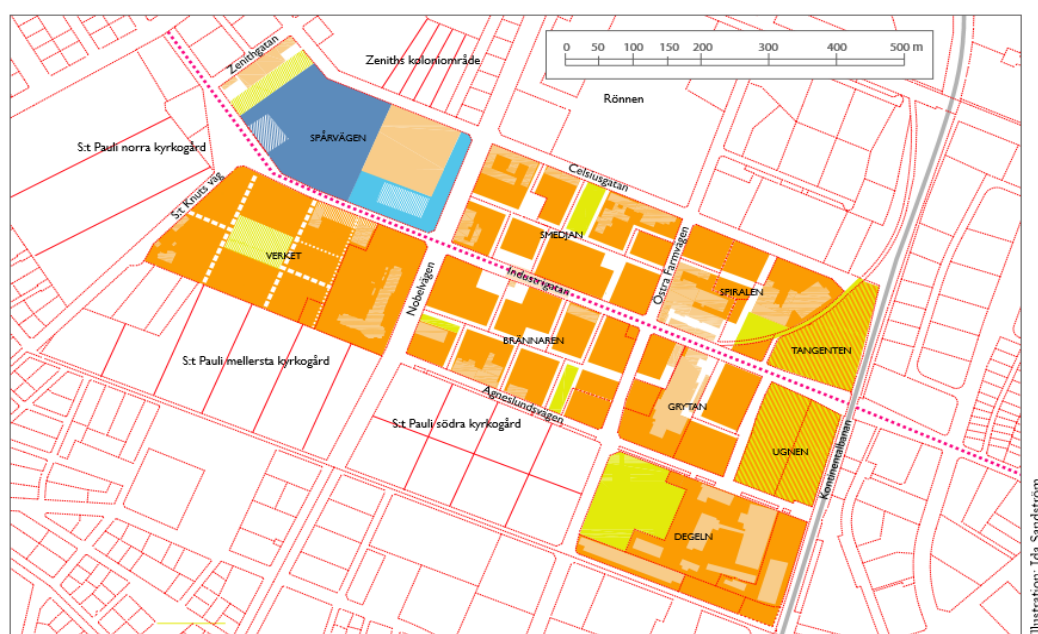 Zenithgatan
Zeniths koloniområde
0 50 100 150 200 300 400 500 m
Rönnen
SPÅRVÄGEN
S:t Pauli norra kyrkogård
Celsiusgatan
S:t Knuts väg
SMEDJAN
VERKET
Nobelvägen
Industrigatan
Östra Farmvägen
SPIRALEN
BRÄNNAREN
TANGENTEN
S:t Pauli mellersta kyrkogård
Agneslundsvägen
GRYTAN
S:t Pauli södra kyrkogård
UGNEN
Kontinentalbanan
DEGELN
Illustration: Ida Sandström